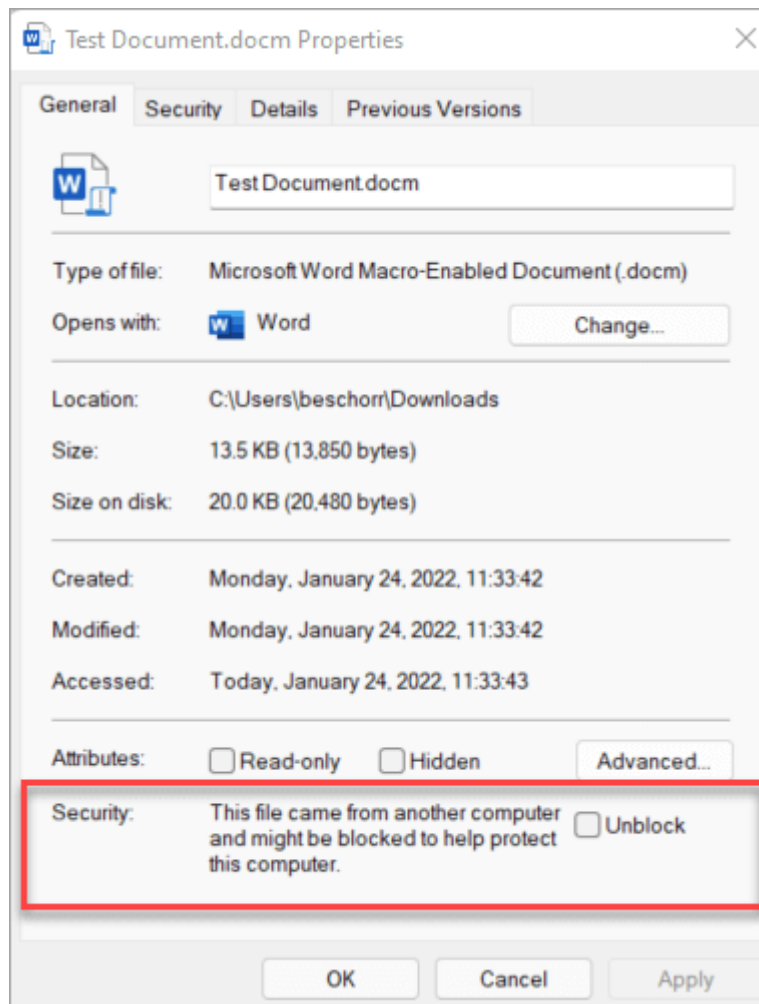 Test Document.docm Properties
General Security Details Previous Versions
W Test Document.docm
Type of file: Microsoft Word Macro-Enabled Document (.docm)
Opens with: W Word Change...
Location: C:\Users\beschorr\Downloads
Size: 13.5 KB (13,850 bytes)
Size on disk: 20.0 KB (20,480 bytes)
Created: Monday, January 24, 2022, 11:33:42
Modified: Monday, January 24, 2022, 11:33:42
Accessed: Today, January 24, 2022, 11:33:43
Attributes: Read-only Hidden Advanced...
Security: This file came from another computer
and might be blocked to help protect
this computer.
Unblock
OK Cancel Apply